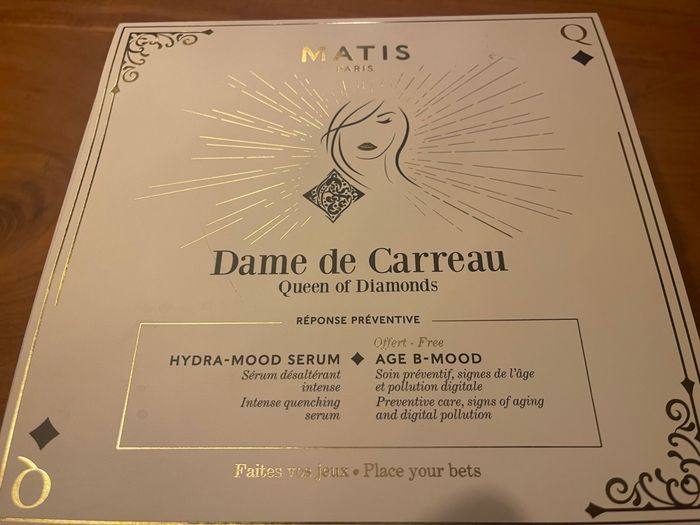 Q
MATIS
PARIS
Dame de Carreau
Queen of Diamonds
RÉPONSE PRÉVENTIVE
HYDRA-MOOD SERUM
Sérum désaltérant
intense
Intense quenching
serum
Offert - Free
AGE B-MOOD
Soin préventif, signes de l'âge
et pollution digitale
Preventive care, signs of aging
and digital pollution
Faites vos jeux • Place your bets
Q